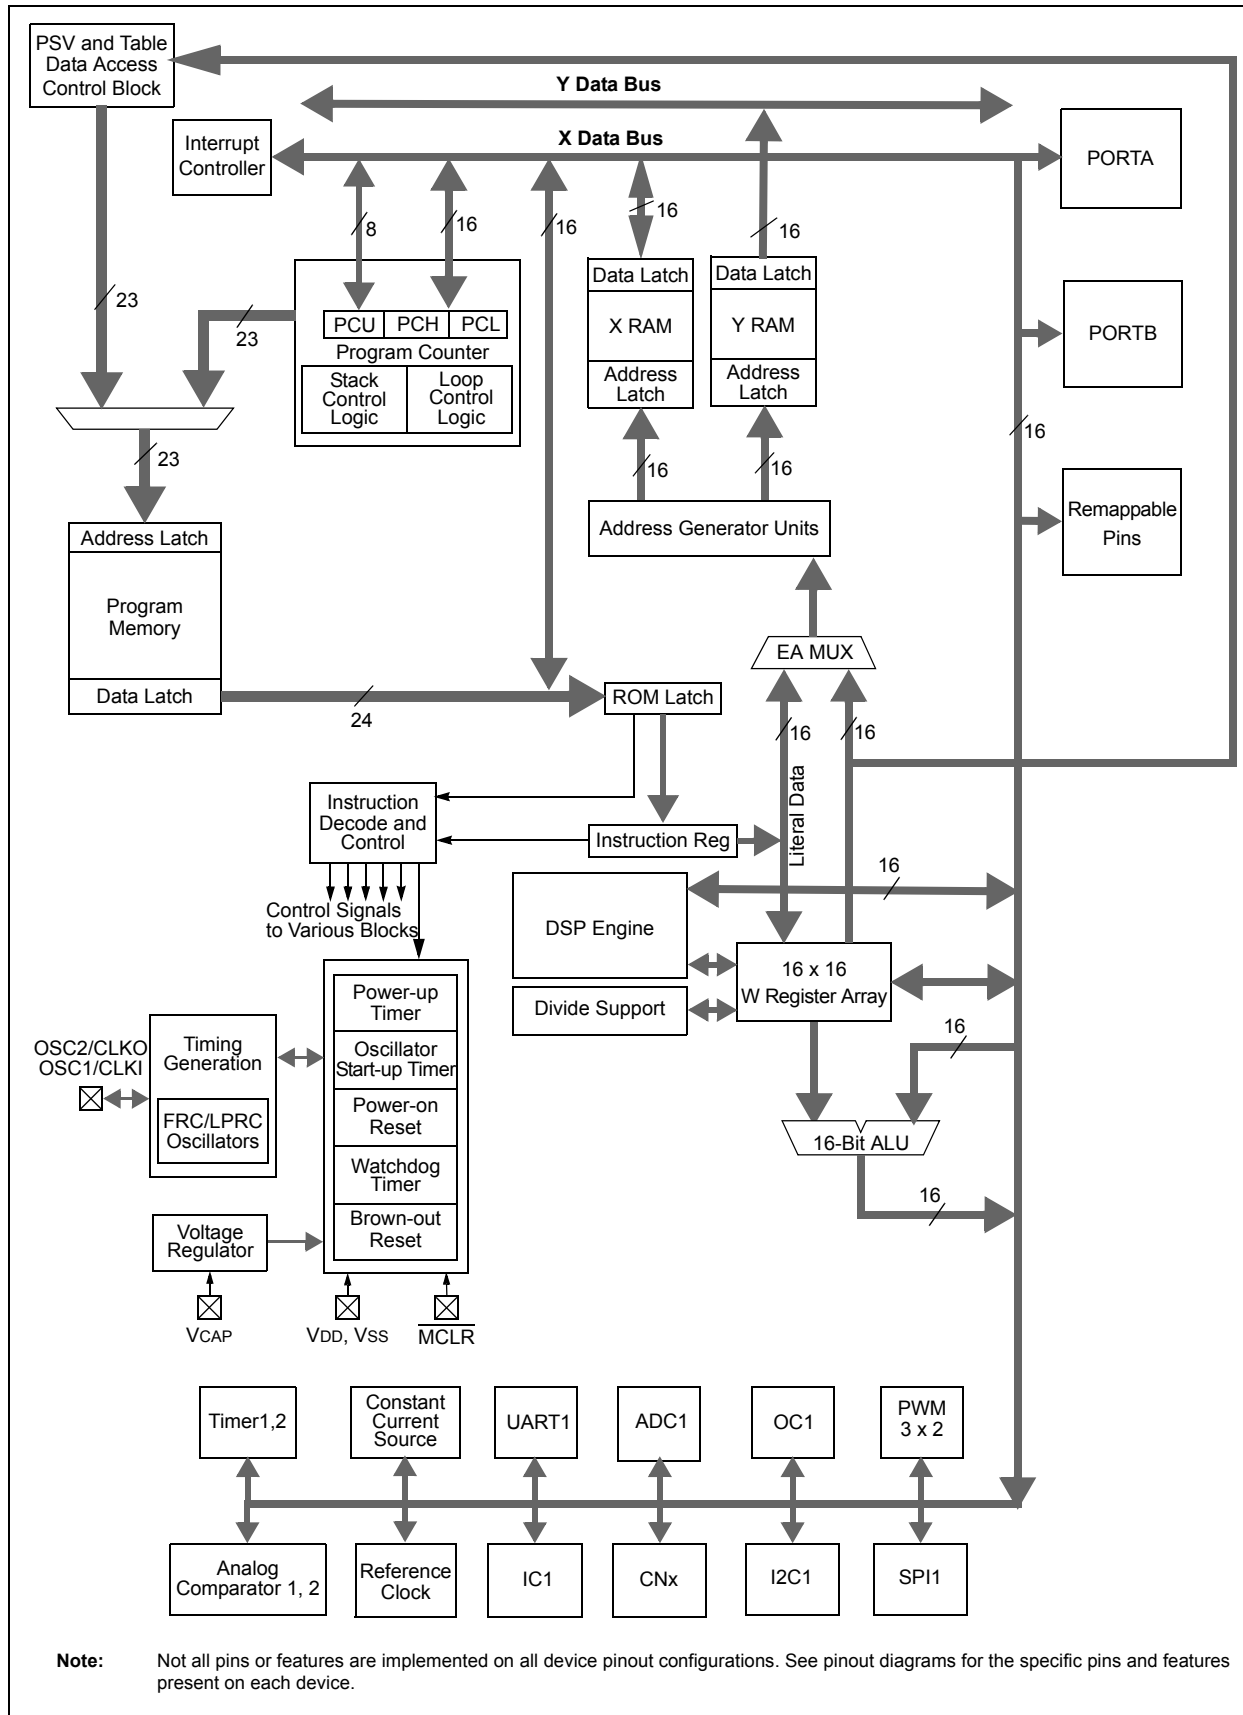 PSV and Table
Data Access
Control Block
Y Data Bus
X Data Bus
Interrupt
Controller
PORTA
8
16
16
16
16
23
23
Data Latch
X RAM
Address
Latch
Data Latch
Y RAM
Address
Latch
PCU
PCH
PCL
Program Counter
Stack
Control
Logic
Loop
Control
Logic
PORTB
16
23
16
16
Address Generator Units
Remappable
Pins
Address Latch
Program
Memory
Data Latch
24
EA MUX
ROM Latch
16
16
Literal Data
Instruction
Decode and
Control
Instruction Reg
Control Signals
to Various Blocks
16
DSP Engine
16 x 16
W Register Array
Divide Support
Power-up
Timer
Oscillator
Start-up Timer
Power-on
Reset
Watchdog
Timer
Brown-out
Reset
OSC2/CLKO
OSC1/CLKI
Timing
Generation
FRC/LPRC
Oscillators
16
16-Bit ALU
16
Voltage
Regulator
VCAP
VDD, VSS
MCLR
Timer1,2
Constant
Current
Source
UART1
ADC1
OC1
PWM
3 x 2
Analog
Comparator 1, 2
Reference
Clock
IC1
CNx
I2C1
SPI1
Note: Not all pins or features are implemented on all device pinout configurations. See pinout diagrams for the specific pins and features
present on each device.